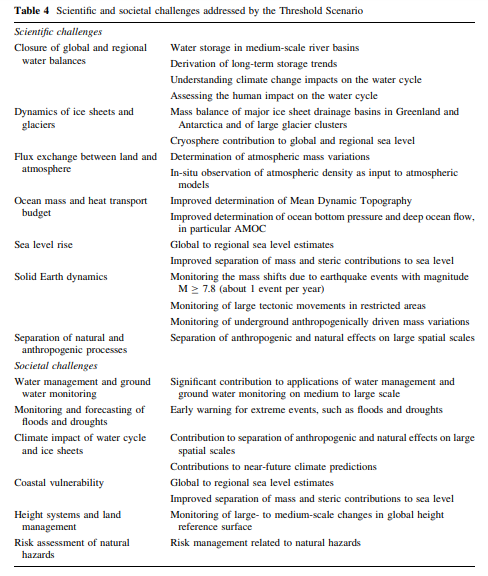 Table 4 Scientific and societal challenges addressed by the Threshold Scenario
Scientific challenges
Closure of global and regional water balances
Water storage in medium-scale river basins
Derivation of long-term storage trends
Understanding climate change impacts on the water cycle
Assessing the human impact on the water cycle
Dynamics of ice sheets and glaciers
Mass balance of major ice sheet drainage basins in Greenland and
Antarctica and of large glacier clusters
Cryosphere contribution to global and regional sea level
Flux exchange between land and atmosphere
Determination of atmospheric mass variations
In-situ observation of atmospheric density as input to atmospheric
models
Ocean mass and heat transport budget
Improved determination of Mean Dynamic Topography
Improved determination of ocean bottom pressure and deep ocean flow,
in particular AMOC
Sea level rise
Global to regional sea level estimates
Improved separation of mass and steric contributions to sea level
Solid Earth dynamics
Monitoring the mass shifts due to earthquake events with magnitude
M ≥ 7.8 (about 1 event per year)
Monitoring of large tectonic movements in restricted areas
Monitoring of underground anthropogenically driven mass variations
Separation of natural and anthropogenic processes
Separation of anthropogenic and natural effects on large spatial scales
Societal challenges
Water management and ground water monitoring
Significant contribution to applications of water management and
ground water monitoring on medium to large scale
Monitoring and forecasting of floods and droughts
Early warning for extreme events, such as floods and droughts
Climate impact of water cycle and ice sheets
Contribution to separation of anthropogenic and natural effects on large
spatial scales
Contributions to near-future climate predictions
Coastal vulnerability
Global to regional sea level estimates
Improved separation of mass and steric contributions to sea level
Height systems and land management
Monitoring of large- to medium-scale changes in global height
reference surface
Risk assessment of natural hazards
Risk management related to natural hazards